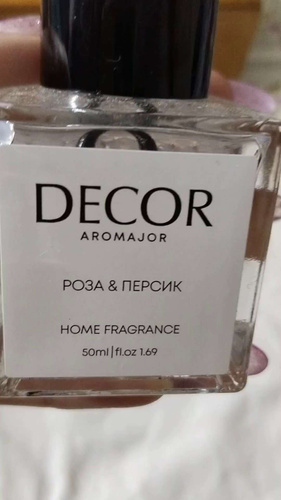 DECOR
AROMAJOR
РОЗА & ПЕРСИК
HOME FRAGRANCE
50ml|fl.oz 1.69